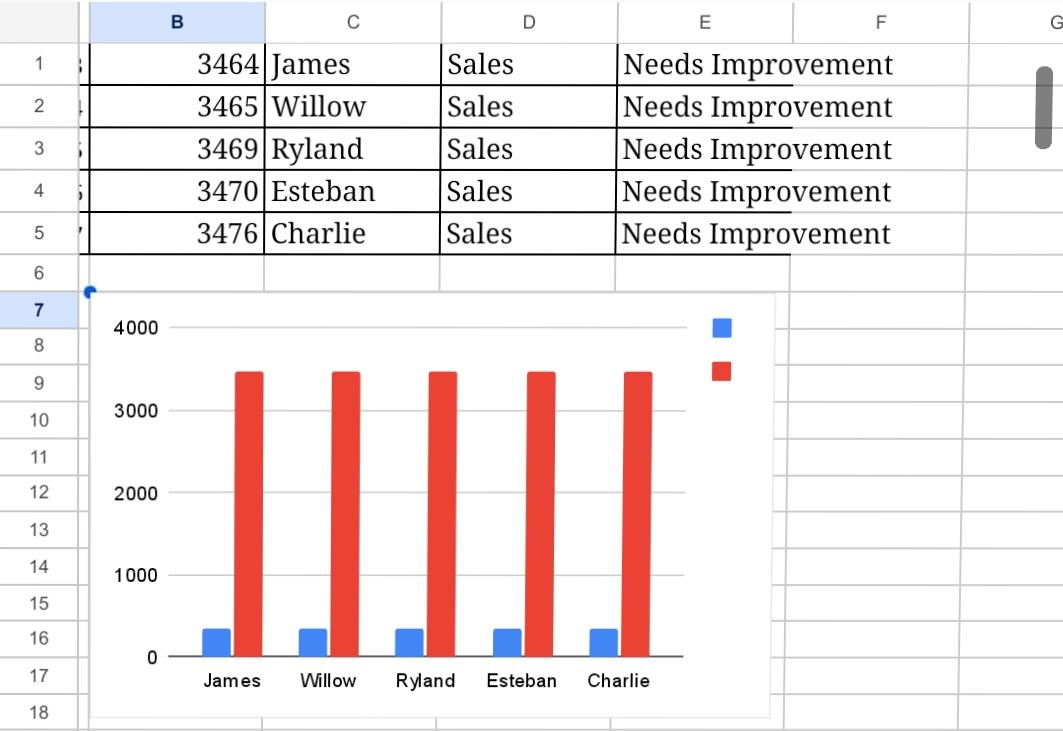 B C D E F G
1 3464 James Sales Needs Improvement
2 3465 Willow Sales Needs Improvement
3 3469 Ryland Sales Needs Improvement
4 3470 Esteban Sales Needs Improvement
5 3476 Charlie Sales Needs Improvement
6
7
8
9
10
11
12
13
14
15
16
17
18
4000
3000
2000
1000
0
James Willow Ryland Esteban Charlie